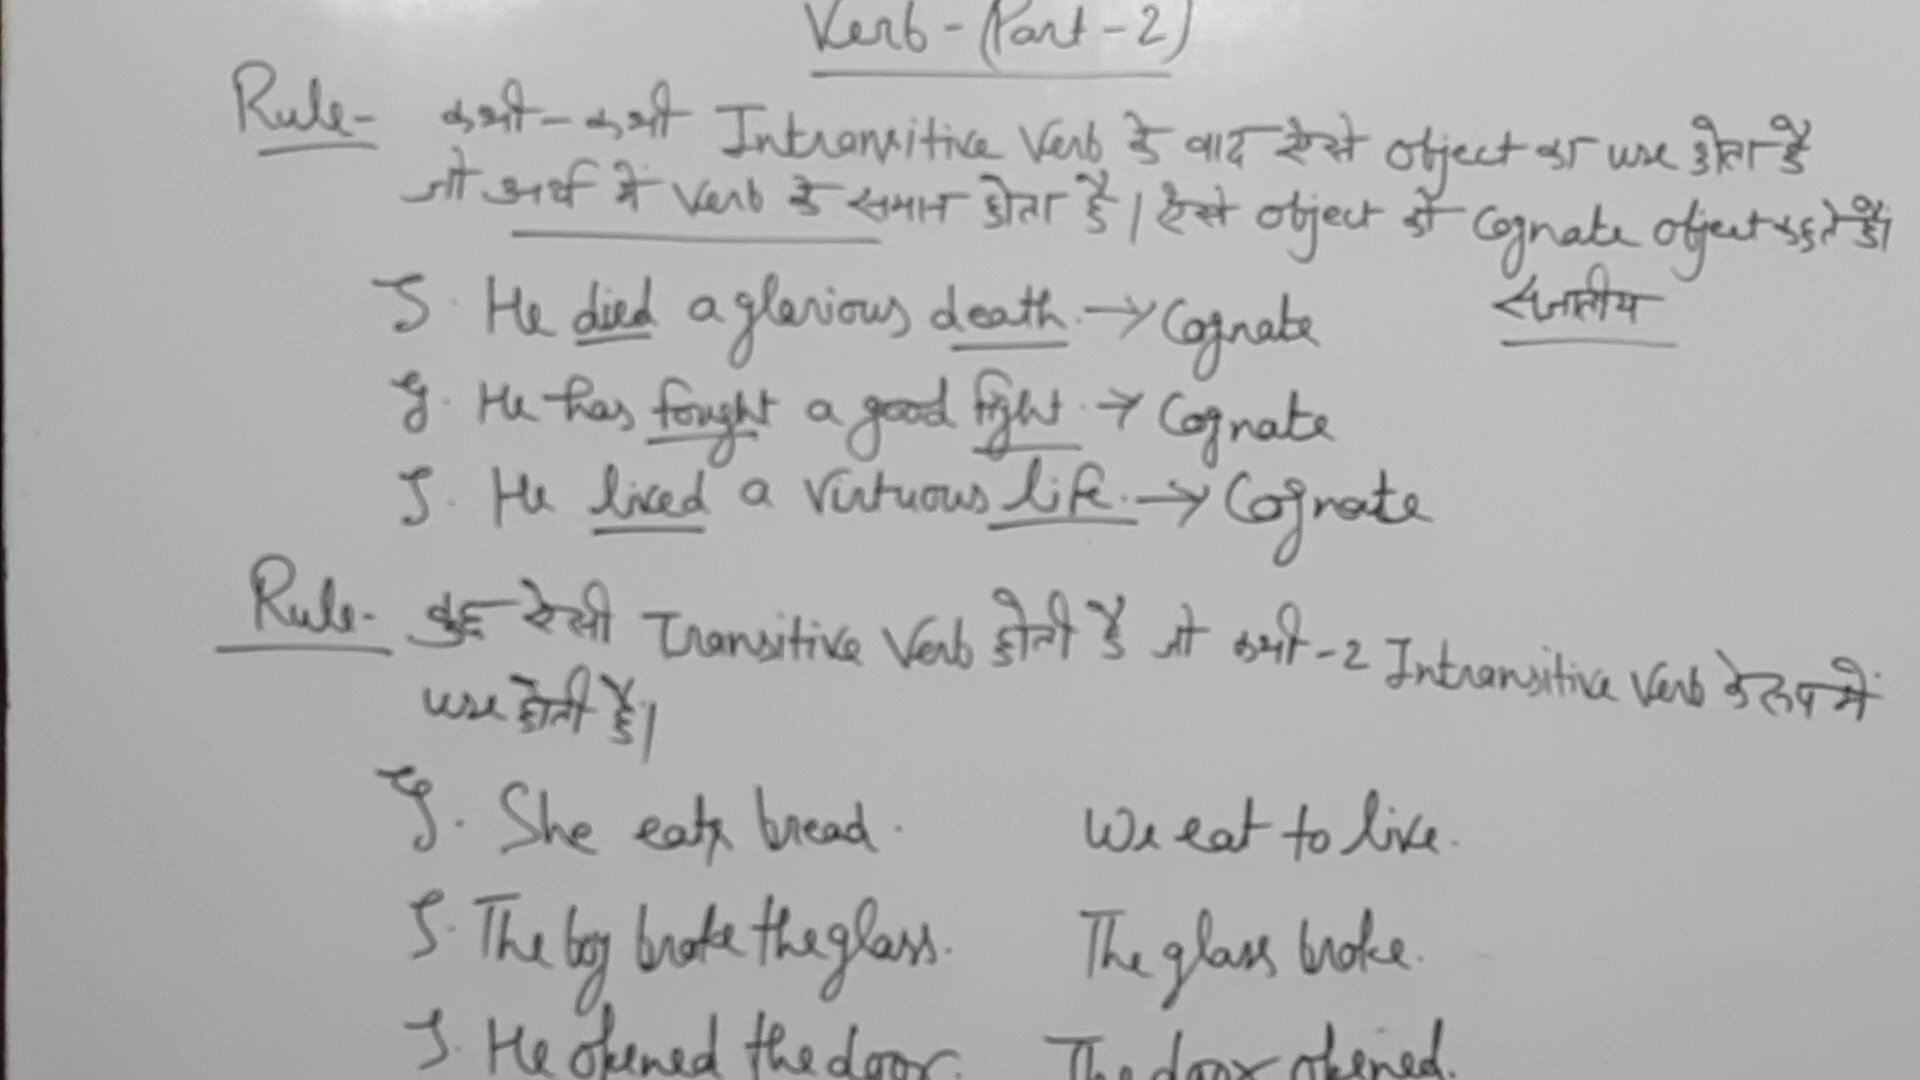 Verb - (Part - 2)
Rule- कभी-कभी Intransitive Verb के बाद ऐसे object का use होता है
जो अर्थ में Verb के समान होता है। ऐसे object को Cognate object कहते हैं।
सजातीय
He died a glorious death. → Cognate
He has fought a good fight. → Cognate
He lived a virtuous life. → Cognate
Rule- कुछ ऐसी Transitive Verb होती है जो कभी-2 Intransitive Verb के रूप में
use होती है।
She eats bread. We eat to live.
The boy broke the glass. The glass broke.
He opened the door. The door opened.